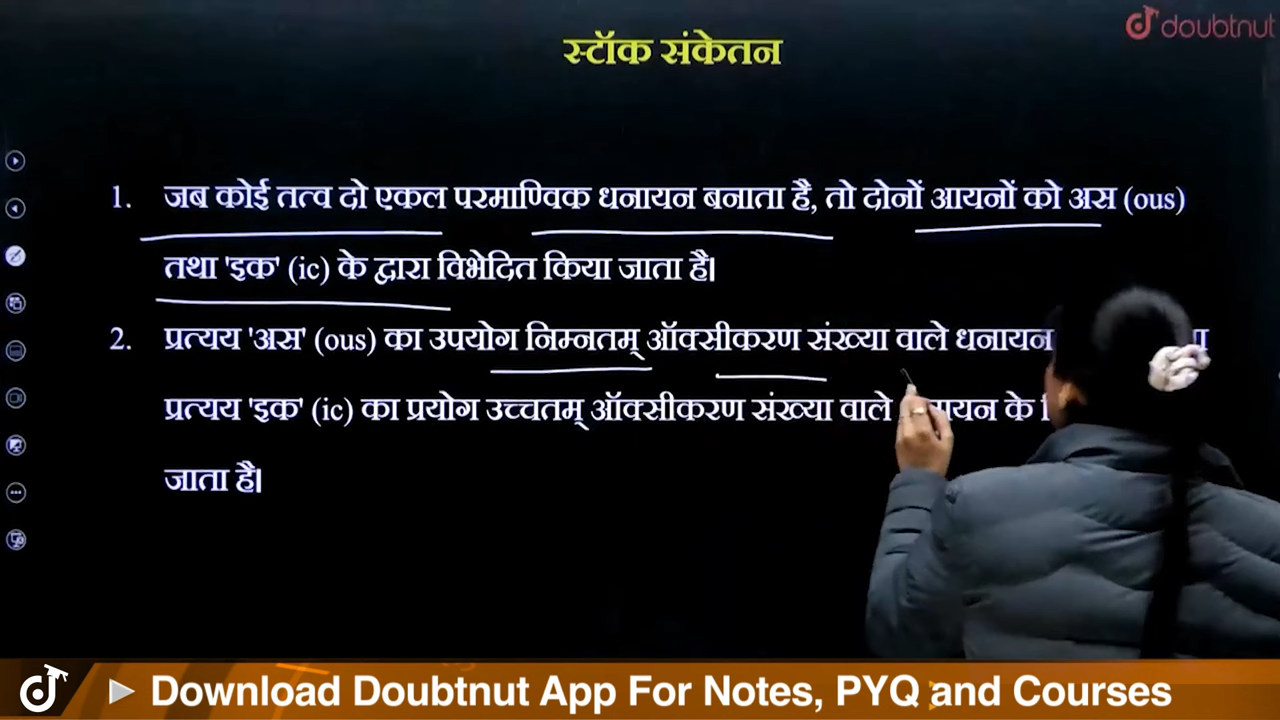 doubtnut
स्टॉक संकेतन
1. जब कोई तत्व दो एकल परमाण्विक धनायन बनाता है, तो दोनों आयनों को अस (ous)
तथा 'इक' (ic) के द्वारा विभेदित किया जाता है।
2. प्रत्यय 'अस' (ous) का उपयोग निम्नतम् ऑक्सीकरण संख्या वाले धनायन
प्रत्यय 'इक' (ic) का प्रयोग उच्चतम् ऑक्सीकरण संख्या वाले के
जाता है।
Download Doubtnut App For Notes, PYQ and Courses